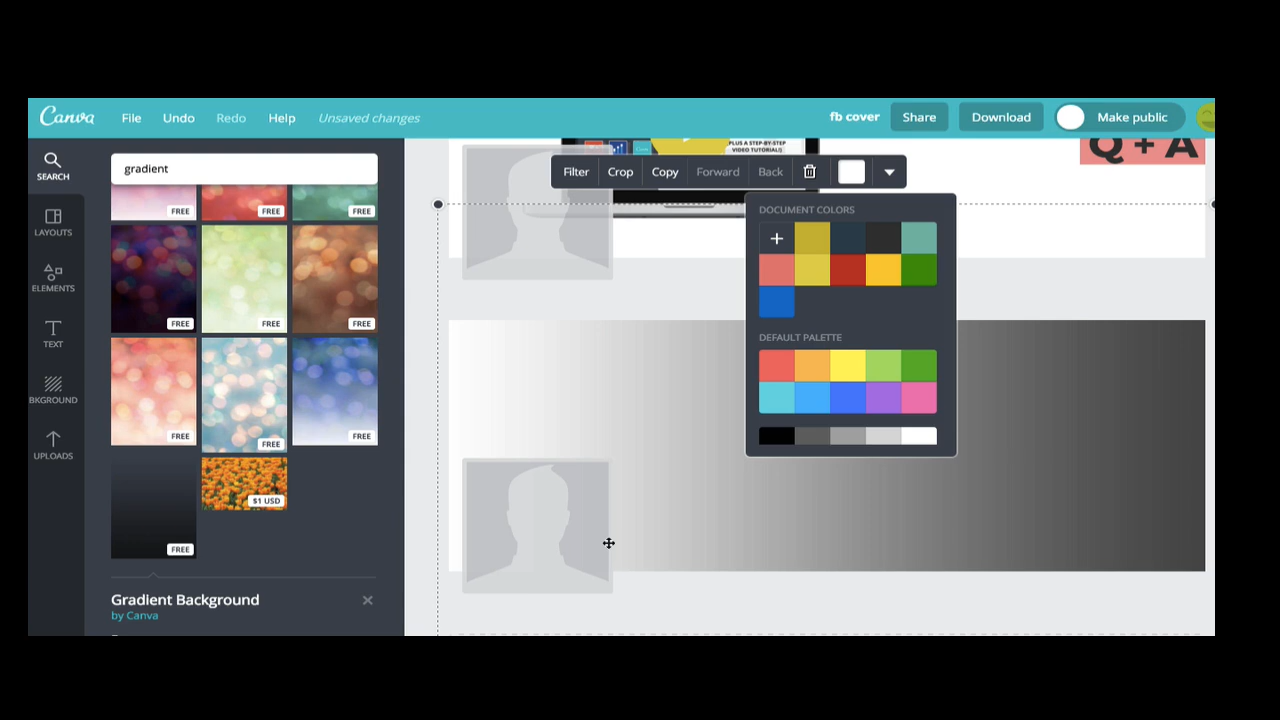 Canva File Undo Redo Help Unsaved changes fb cover Share Download Make public
SEARCH
LAYOUTS
ELEMENTS
TEXT
BKGROUND
UPLOADS
gradient
FREE FREE FREE
FREE FREE FREE
FREE FREE FREE
FREE $1 USD
Gradient Background
by Canva
PLUS A STEP-BY-STEP
VIDEO TUTORIAL!
Q + A
Filter Crop Copy Forward Back
DOCUMENT COLORS
+
DEFAULT PALETTE